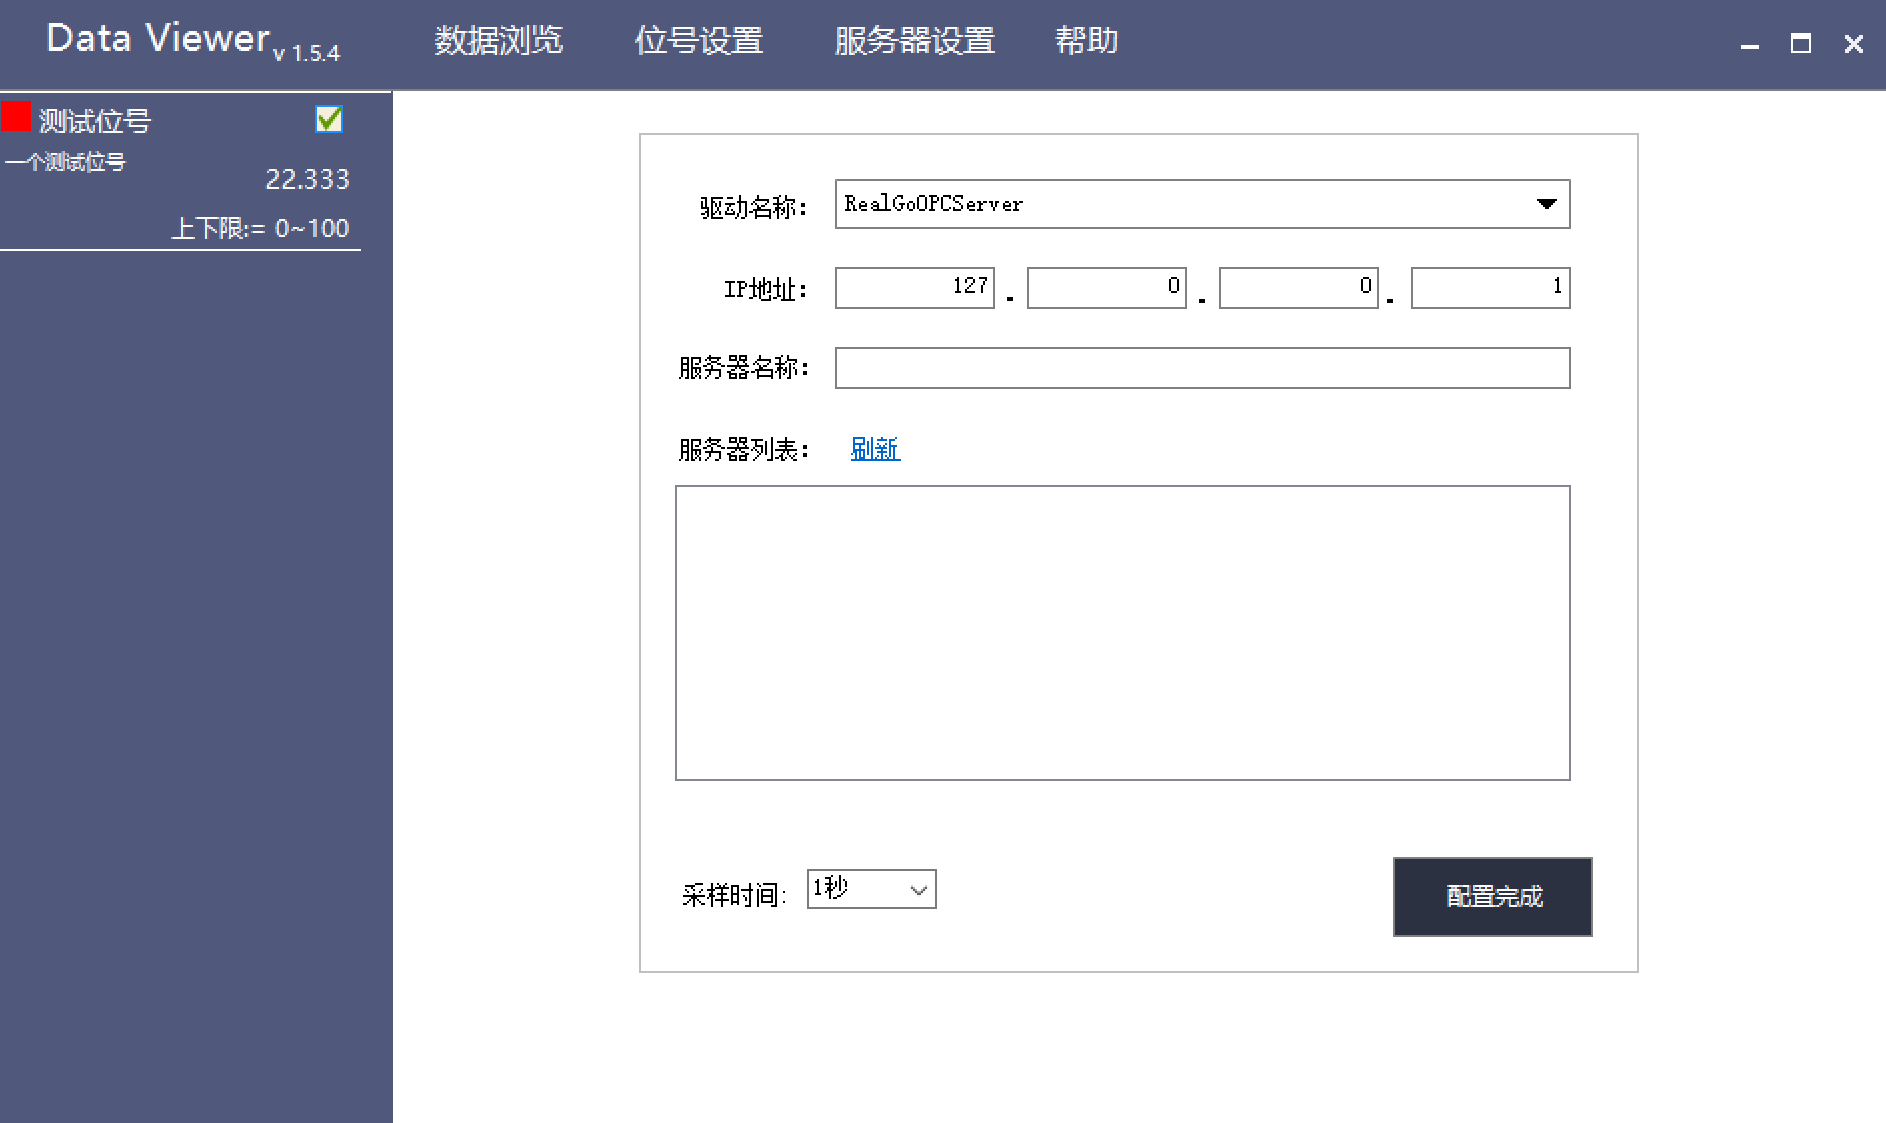 Data Viewer v 1.5.4 数据浏览 位号设置 服务器设置 帮助
测试位号
一个测试位号
22.333
上下限:= 0~100
驱动名称： RealGoOPCServer
IP地址： 127 . 0 . 0 . 1
服务器名称：
服务器列表： 刷新
采样时间: 1秒
配置完成